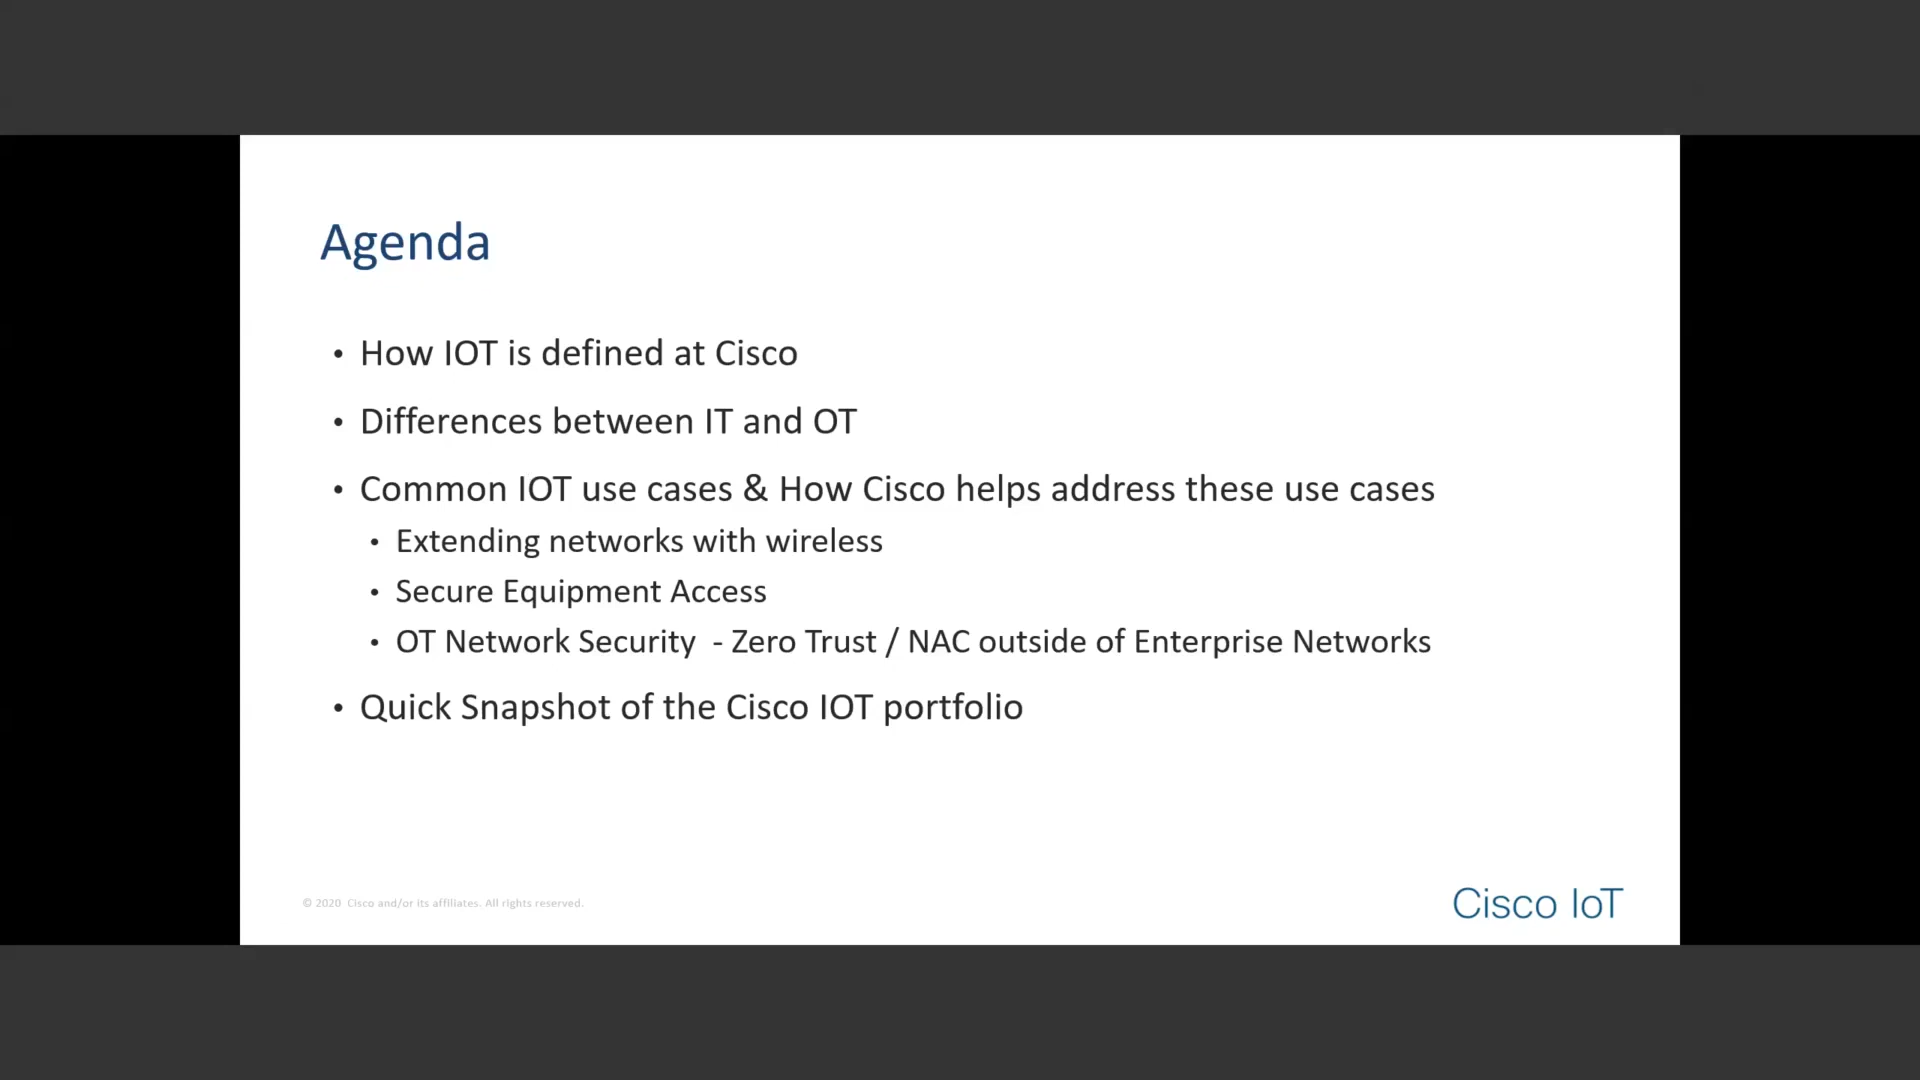 Agenda
• How IOT is defined at Cisco
• Differences between IT and OT
• Common IOT use cases & How Cisco helps address these use cases
• Extending networks with wireless
• Secure Equipment Access
• OT Network Security  - Zero Trust / NAC outside of Enterprise Networks
• Quick Snapshot of the Cisco IOT portfolio
© 2020  Cisco and/or its affiliates. All rights reserved.
Cisco IoT